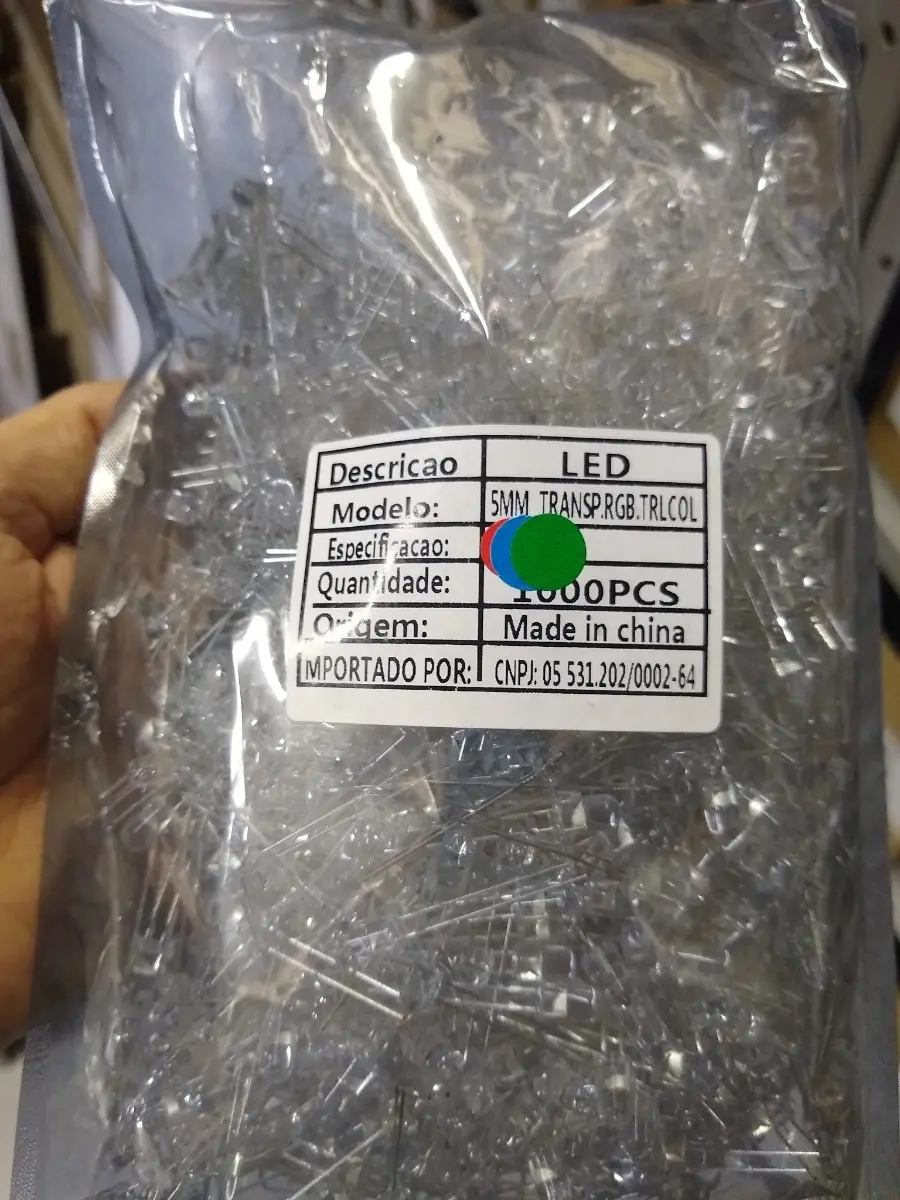 Descricao LED
Modelo: 5MM TRANSP.RGB.TRLCOL
Especificacao:
Quantidade: 1000PCS
Origem: Made in china
IMPORTADO POR: CNPJ: 05 531.202/0002-64